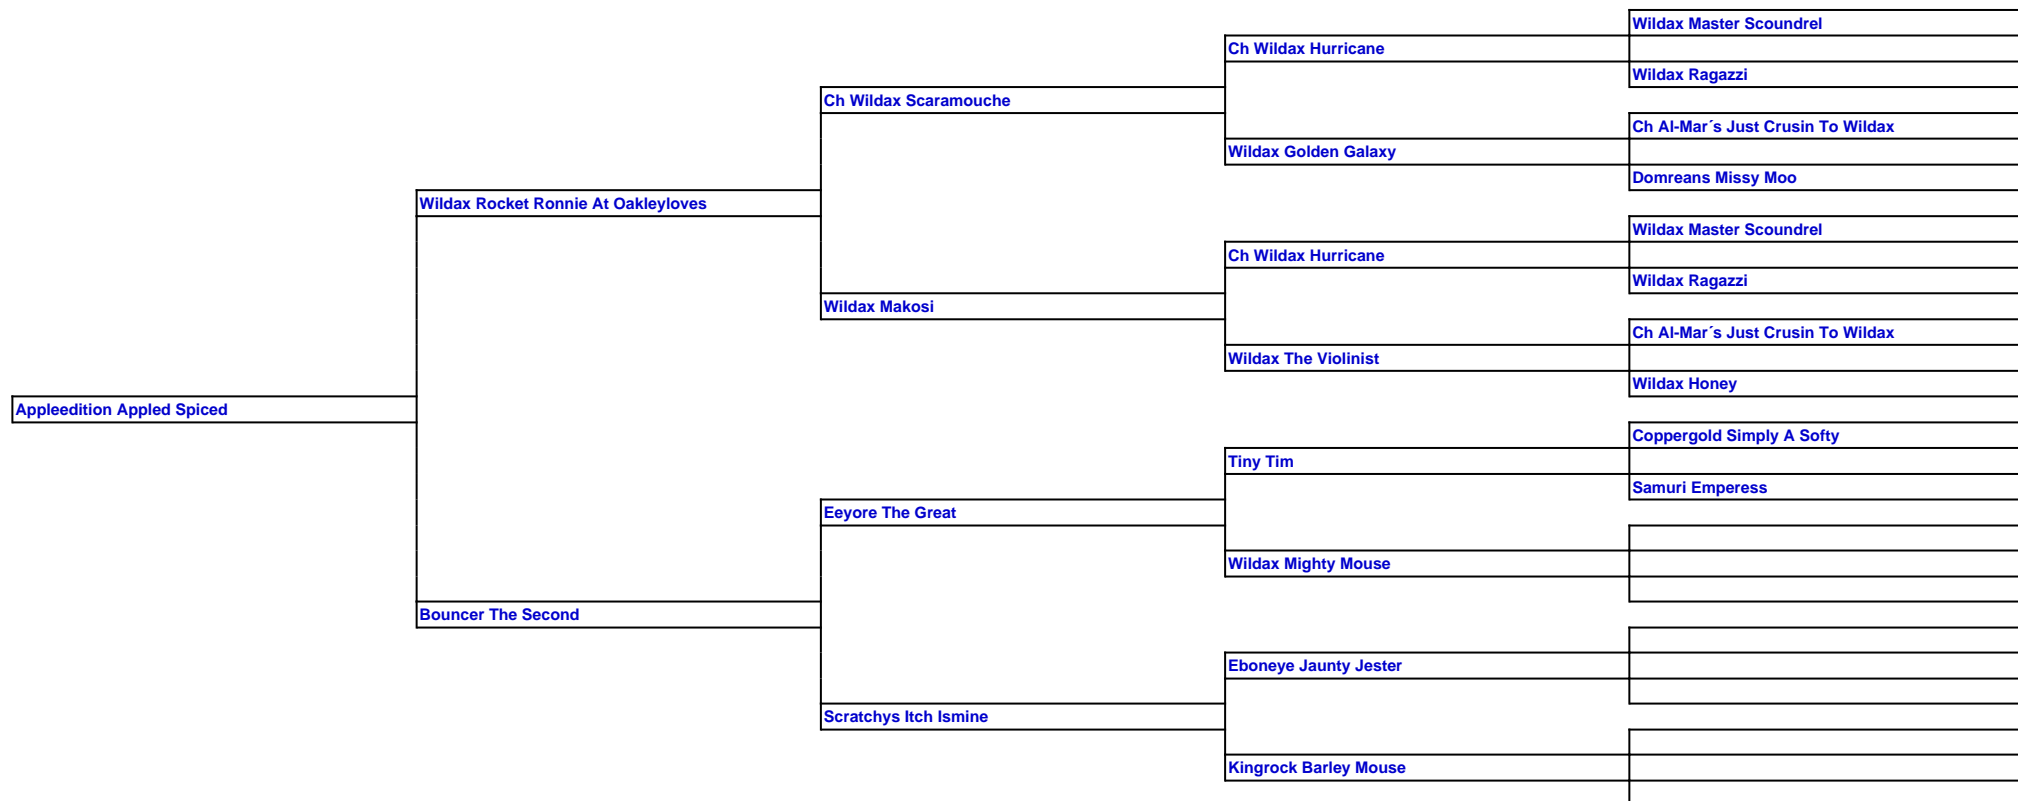 Wildax Master Scoundrel
Ch Wildax Hurricane
Wildax Ragazzi
Ch Wildax Scaramouche
Ch Al-Mar´s Just Crusin To Wildax
Wildax Golden Galaxy
Domreans Missy Moo
Wildax Rocket Ronnie At Oakleyloves
Wildax Master Scoundrel
Ch Wildax Hurricane
Wildax Ragazzi
Wildax Makosi
Ch Al-Mar´s Just Crusin To Wildax
Wildax The Violinist
Wildax Honey
Appleedition Appled Spiced
Coppergold Simply A Softy
Tiny Tim
Samuri Emperess
Eeyore The Great
Wildax Mighty Mouse
Bouncer The Second
Eboneye Jaunty Jester
Scratchys Itch Ismine
Kingrock Barley Mouse